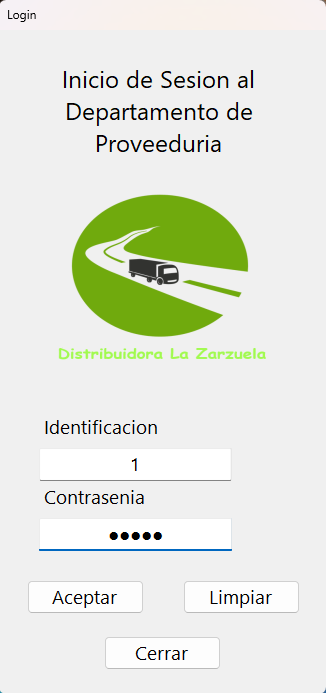 Login
Inicio de Sesion al
Departamento de
Proveeduria
Distribuidora La Zarzuela
Identificacion
1
Contrasenia
●●●●●
Aceptar
Limpiar
Cerrar